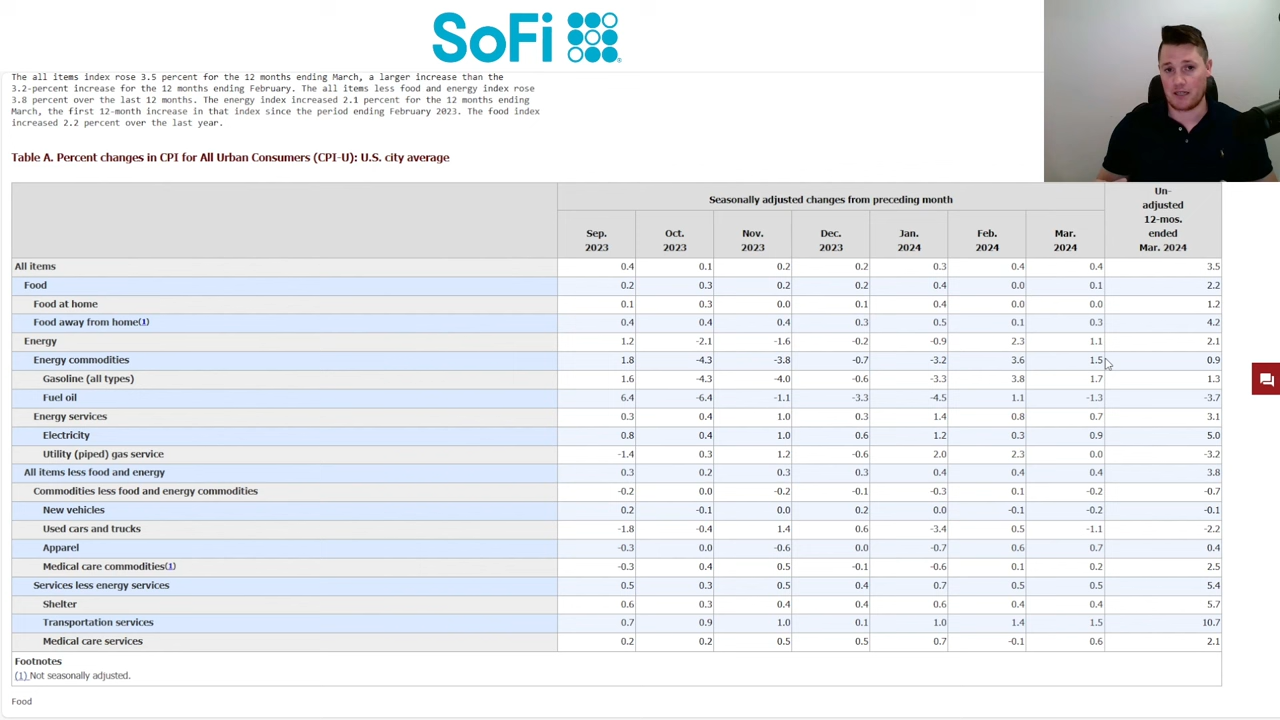 SoFi
The all items index rose 3.5 percent for the 12 months ending March, a larger increase than the
3.2-percent increase for the 12 months ending February. The all items less food and energy index rose
3.8 percent over the last 12 months. The energy index increased 2.1 percent for the 12 months ending
March, the first 12-month increase in that index since the period ending February 2023. The food index
increased 2.2 percent over the last year.
Table A. Percent changes in CPI for All Urban Consumers (CPI-U): U.S. city average
Seasonally adjusted changes from preceding month
Un-
adjusted
12-mos.
ended
Mar. 2024
Sep. Oct. Nov. Dec. Jan. Feb. Mar.
2023 2023 2023 2023 2024 2024 2024
All items 0.4 0.1 0.2 0.2 0.3 0.4 0.4 3.5
Food 0.2 0.3 0.2 0.2 0.4 0.0 0.1 2.2
Food at home 0.1 0.3 0.0 0.1 0.4 0.0 0.0 1.2
Food away from home(1) 0.4 0.4 0.4 0.3 0.5 0.1 0.3 4.2
Energy 1.2 -2.1 -1.6 -0.2 -0.9 2.3 1.1 2.1
Energy commodities 1.8 -4.3 -3.8 -0.7 -3.2 3.6 1.5 0.9
Gasoline (all types) 1.6 -4.3 -4.0 -0.6 -3.3 3.8 1.7 1.3
Fuel oil 6.4 -6.4 -1.1 -3.3 -4.5 1.1 -1.3 -3.7
Energy services 0.3 0.4 1.0 0.3 1.4 0.8 0.7 3.1
Electricity 0.8 0.4 1.0 0.6 1.2 0.3 0.9 5.0
Utility (piped) gas service -1.4 0.3 1.2 -0.6 2.0 2.3 0.0 -3.2
All items less food and energy 0.3 0.2 0.3 0.3 0.4 0.4 0.4 3.8
Commodities less food and energy commodities -0.2 0.0 -0.2 -0.1 -0.3 0.1 -0.2 -0.7
New vehicles 0.2 -0.1 0.0 0.2 0.0 -0.1 -0.2 -0.1
Used cars and trucks -1.8 -0.4 1.4 0.6 -3.4 0.5 -1.1 -2.2
Apparel -0.3 0.0 -0.6 0.0 -0.7 0.6 0.7 0.4
Medical care commodities(1) -0.3 0.4 0.5 -0.1 -0.6 0.1 0.2 2.5
Services less energy services 0.5 0.3 0.5 0.4 0.7 0.5 0.5 5.4
Shelter 0.6 0.3 0.4 0.4 0.6 0.4 0.4 5.7
Transportation services 0.7 0.9 1.0 0.1 1.0 1.4 1.5 10.7
Medical care services 0.2 0.2 0.5 0.5 0.7 -0.1 0.6 2.1
Footnotes
(1) Not seasonally adjusted.
Food